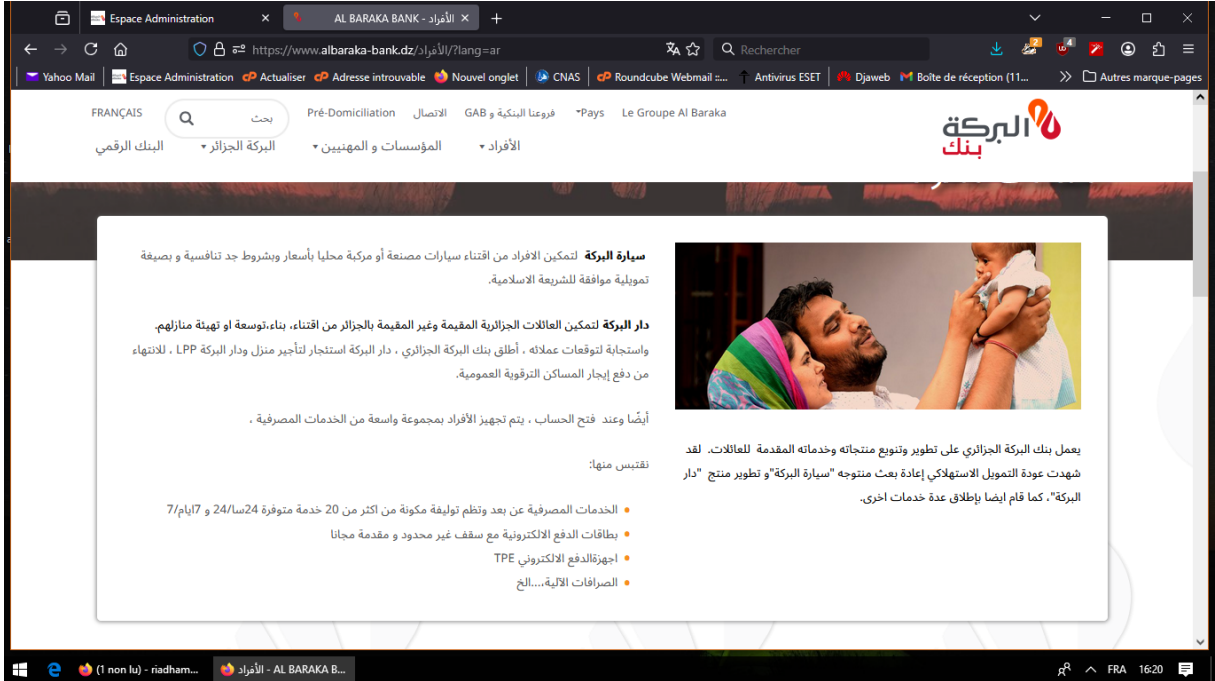 Espace Administration
AL BARAKA BANK - الأفراد
https://www.albaraka-bank.dz/الأفراد/?lang=ar
Rechercher
Yahoo Mail
Espace Administration
Actualiser
Adresse introuvable
Nouvel onglet
CNAS
Roundcube Webmail ::...
Antivirus ESET
Djaweb
Boîte de réception (11...
Autres marque-pages
FRANÇAIS
بحث
Pré-Domiciliation
الاتصال
فروعنا البنكية و GAB
Pays
Le Groupe Al Baraka
البركة
بنك
الأفراد
المؤسسات و المهنيين
البركة الجزائر
البنك الرقمي
يعمل بنك البركة الجزائري على تطوير وتنويع منتجاته وخدماته المقدمة للعائلات. لقد
شهدت عودة التمويل الاستهلاكي إعادة بعث منتوجه "سيارة البركة"و تطوير منتج "دار
البركة"، كما قام ايضا بإطلاق عدة خدمات اخرى.
سيارة البركة لتمكين الافراد من اقتناء سيارات مصنعة أو مركبة محليا بأسعار وبشروط جد تنافسية و بصيغة
تمويلية موافقة للشريعة الاسلامية.
دار البركة لتمكين العائلات الجزائرية المقيمة وغير المقيمة بالجزائر من اقتناء، بناء،توسعة او تهيئة منازلهم.
واستجابة لتوقعات عملائه ، أطلق بنك البركة الجزائري ، دار البركة استئجار لتأجير منزل ودار البركة LPP ، للانتهاء
من دفع إيجار المساكن الترقوية العمومية.
أيضًا وعند فتح الحساب ، يتم تجهيز الأفراد بمجموعة واسعة من الخدمات المصرفية ،
نقتبس منها:
الخدمات المصرفية عن بعد وتظم توليفة مكونة من اكثر من 20 خدمة متوفرة 24سا/24 و 7ايام/7
بطاقات الدفع الالكترونية مع سقف غير محدود و مقدمة مجانا
اجهزةالدفع الالكتروني TPE
الصرافات الآلية،...الخ
(1 non lu) - riadham...
الأفراد - AL BARAKA B...
FRA
16:20